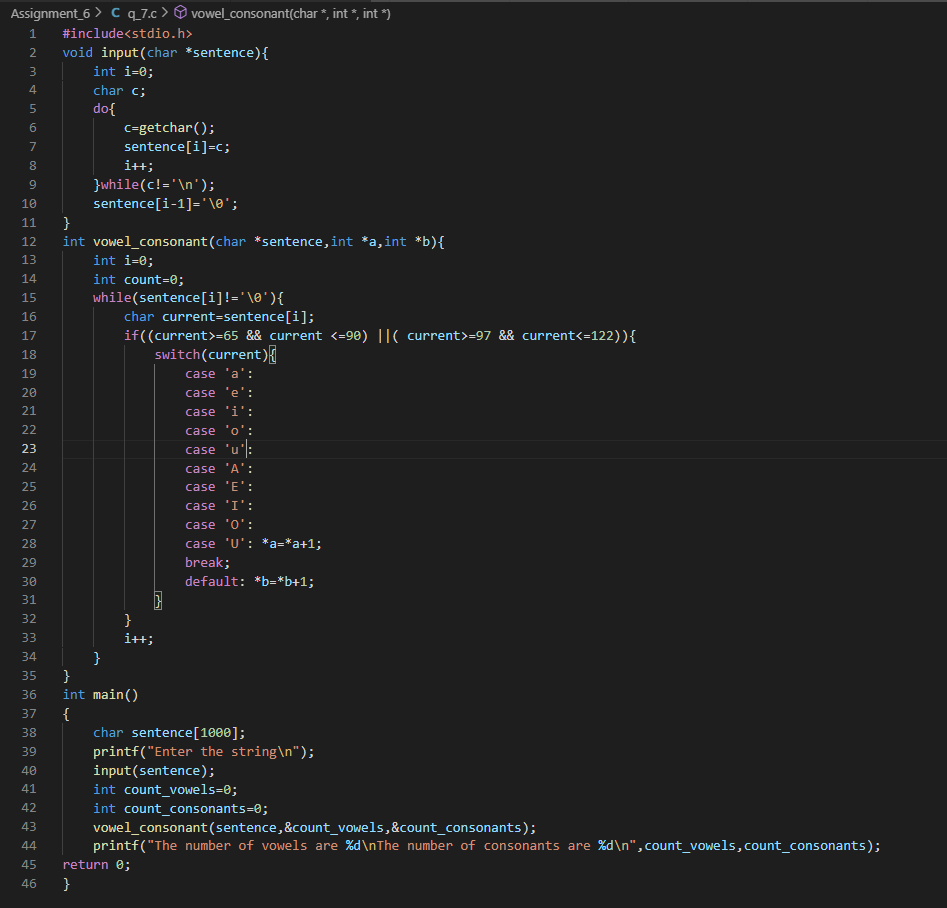 Assignment_6 > C q_7.c > vowel_consonant(char *, int *, int *)
1 #include<stdio.h>
2 void input(char *sentence){
3     int i=0;
4     char c;
5     do{
6         c=getchar();
7         sentence[i]=c;
8         i++;
9     }while(c!='\n');
10     sentence[i-1]='\0';
11 }
12 int vowel_consonant(char *sentence,int *a,int *b){
13     int i=0;
14     int count=0;
15     while(sentence[i]!='\0'){
16         char current=sentence[i];
17         if((current>=65 && current <=90) ||( current>=97 && current<=122)){
18             switch(current){
19                 case 'a':
20                 case 'e':
21                 case 'i':
22                 case 'o':
23                 case 'u':
24                 case 'A':
25                 case 'E':
26                 case 'I':
27                 case 'O':
28                 case 'U': *a=*a+1;
29                 break;
30                 default: *b=*b+1;
31             }
32         }
33         i++;
34     }
35 }
36 int main()
37 {
38     char sentence[1000];
39     printf("Enter the string\n");
40     input(sentence);
41     int count_vowels=0;
42     int count_consonants=0;
43     vowel_consonant(sentence,&count_vowels,&count_consonants);
44     printf("The number of vowels are %d\nThe number of consonants are %d\n",count_vowels,count_consonants);
45 return 0;
46 }